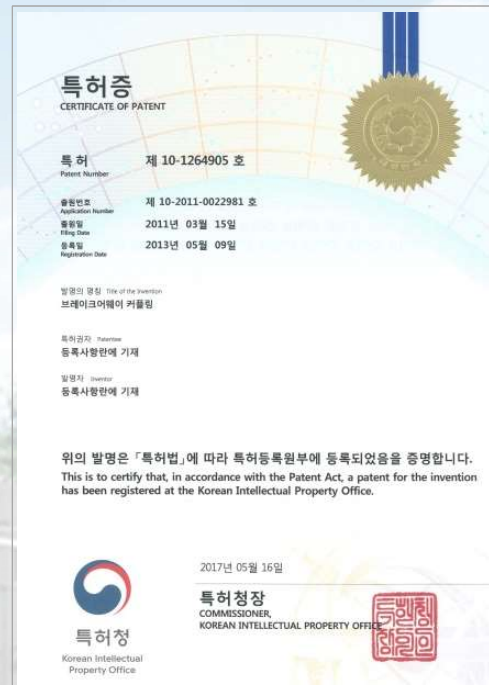 특허증
CERTIFICATE OF PATENT
특 허 제 10-1264905 호
Patent Number
출원번호 제 10-2011-0022981 호
Application Number
출원일 2011년 03월 15일
Filing Date
등록일 2013년 05월 09일
Registration Date
발명의 명칭 Title of the Invention
브레이크어웨이 커플링
특허권자 Patentee
등록사항란에 기재
발명자 Inventor
등록사항란에 기재
위의 발명은 「특허법」에 따라 특허등록원부에 등록되었음을 증명합니다.
This is to certify that, in accordance with the Patent Act, a patent for the invention
has been registered at the Korean Intellectual Property Office.
2017년 05월 16일
특허청장
COMMISSIONER,
KOREAN INTELLECTUAL PROPERTY OFFICE
특허청
Korean Intellectual
Property Office